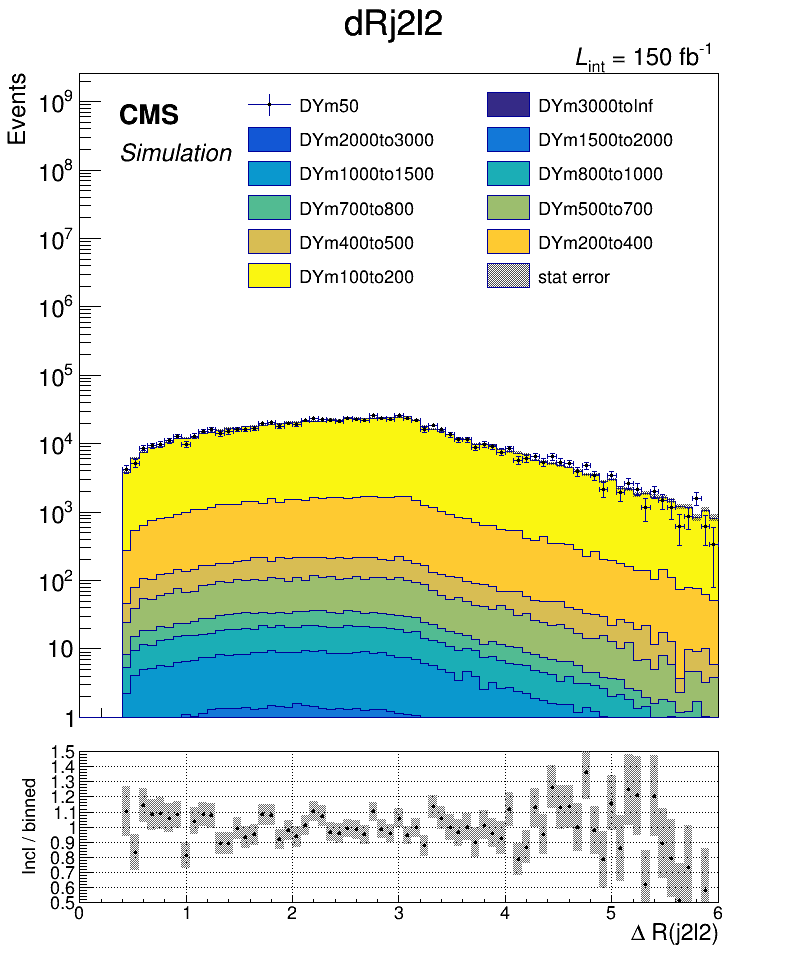 dRj2l2
L_int = 150 fb^-1
Events
CMS
Simulation
DYm50
DYm3000toInf
DYm2000to3000
DYm1500to2000
DYm1000to1500
DYm800to1000
DYm700to800
DYm500to700
DYm400to500
DYm200to400
DYm100to200
stat error
10^9
10^8
10^7
10^6
10^5
10^4
10^3
10^2
10
1
Incl / binned
1.5
1.4
1.3
1.2
1.1
1
0.9
0.8
0.7
0.6
0.5
0 1 2 3 4 5 6
Δ R(j2l2)